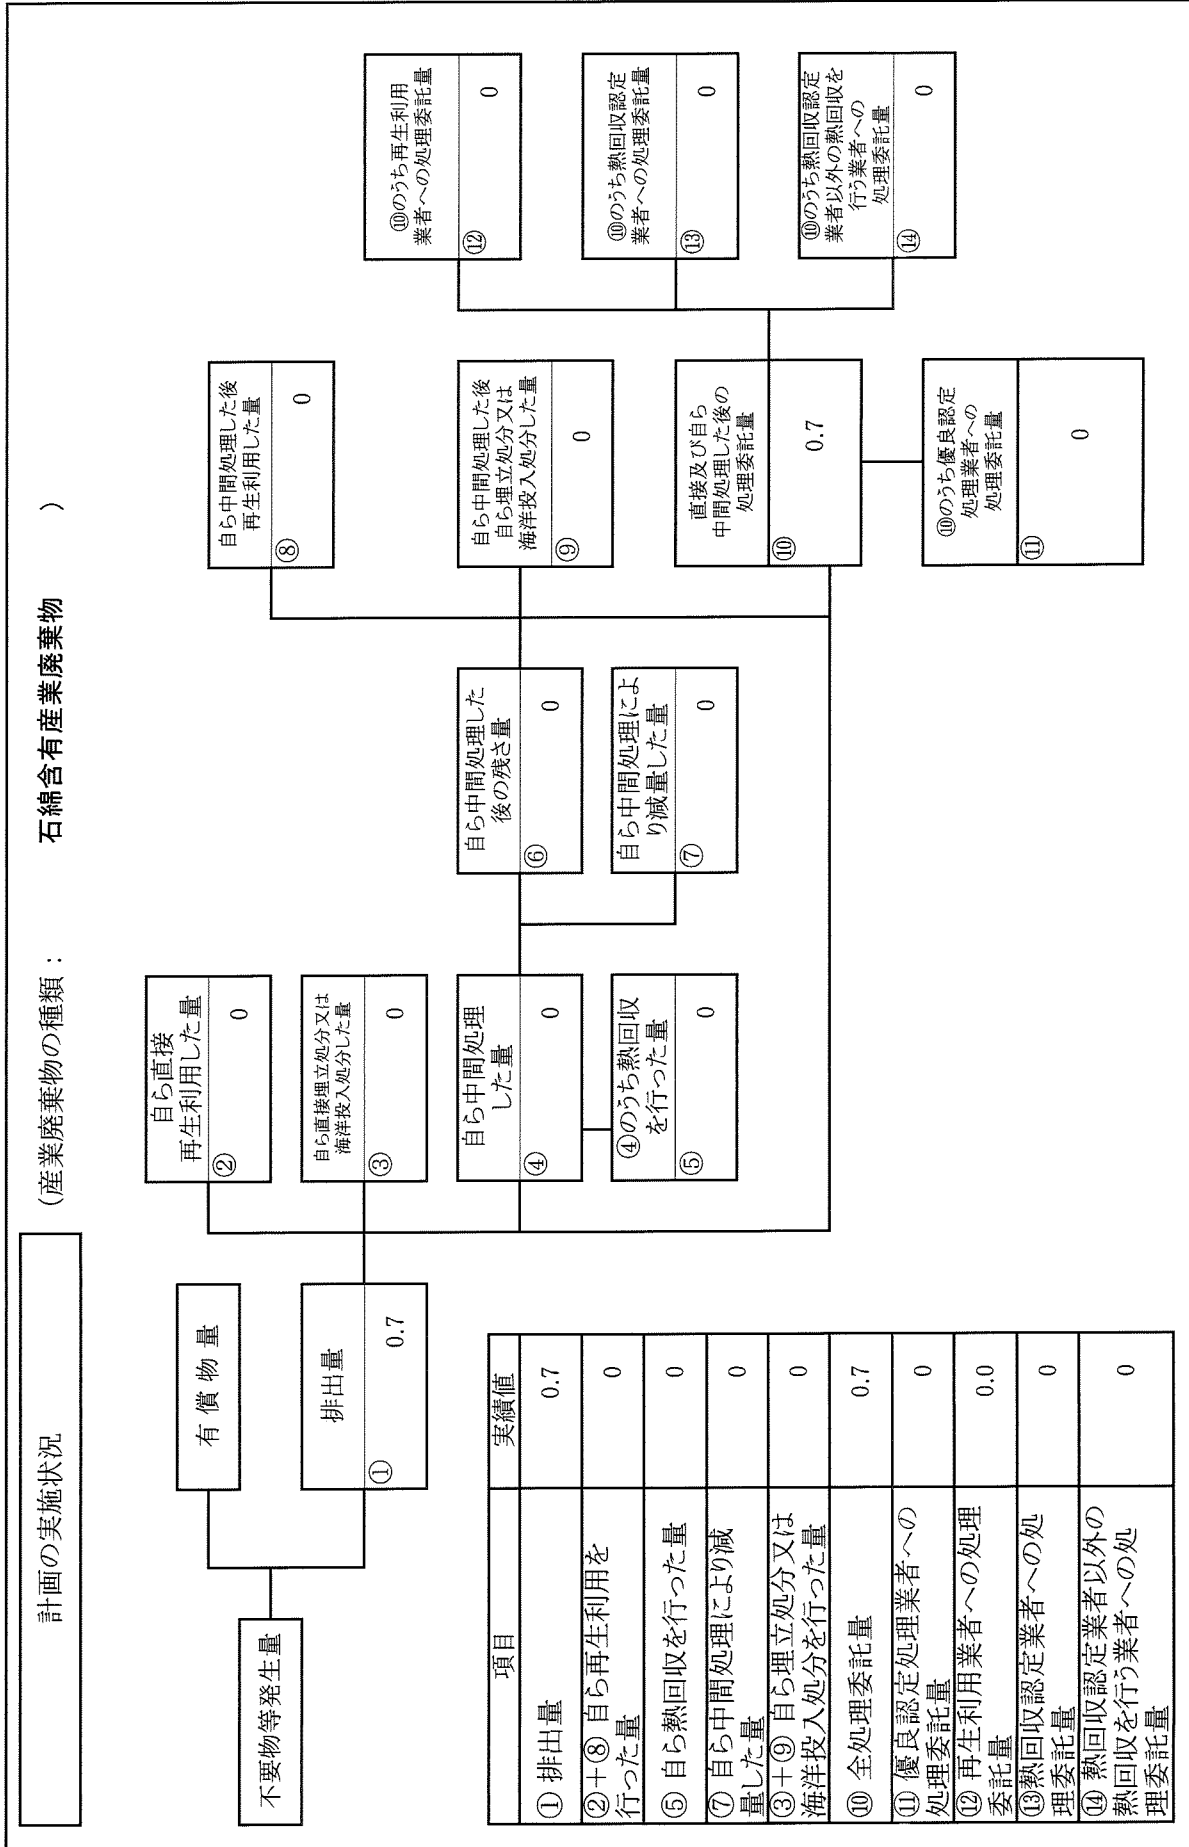 計画の実施状況
(産業廃棄物の種類： 石綿含有産業廃棄物 )
不要物等発生量
有 償 物 量
排出量
① 0.7
自ら直接
再生利用した量
② 0
自ら直接埋立処分又は
海洋投入処分した量
③ 0
自ら中間処理
した量
④ 0
④のうち熱回収
を行った量
⑤ 0
自ら中間処理した
後の残さ量
⑥ 0
自ら中間処理によ
り減量した量
⑦ 0
自ら中間処理した後
再生利用した量
⑧ 0
自ら中間処理した後
自ら埋立処分又は
海洋投入処分した量
⑨ 0
直接及び自ら
中間処理した後の
処理委託量
⑩ 0.7
⑩のうち優良認定
処理業者への
処理委託量
⑪ 0
⑩のうち再生利用
業者への処理委託量
⑫ 0
⑩のうち熱回収認定
業者への処理委託量
⑬ 0
⑩のうち熱回収認定
業者以外の熱回収を
行う業者への
処理委託量
⑭ 0
項目 実績値
① 排出量 0.7
②＋⑧ 自ら再生利用を
行った量 0
⑤ 自ら熱回収を行った量 0
⑦ 自ら中間処理により減
量した量 0
③＋⑨ 自ら埋立処分又は
海洋投入処分を行った量 0
⑩ 全処理委託量 0.7
⑪ 優良認定処理業者への
処理委託量 0
⑫ 再生利用業者への処理
委託量 0.0
⑬熱回収認定業者への処
理委託量 0
⑭ 熱回収認定業者以外の
熱回収を行う業者への処
理委託量 0